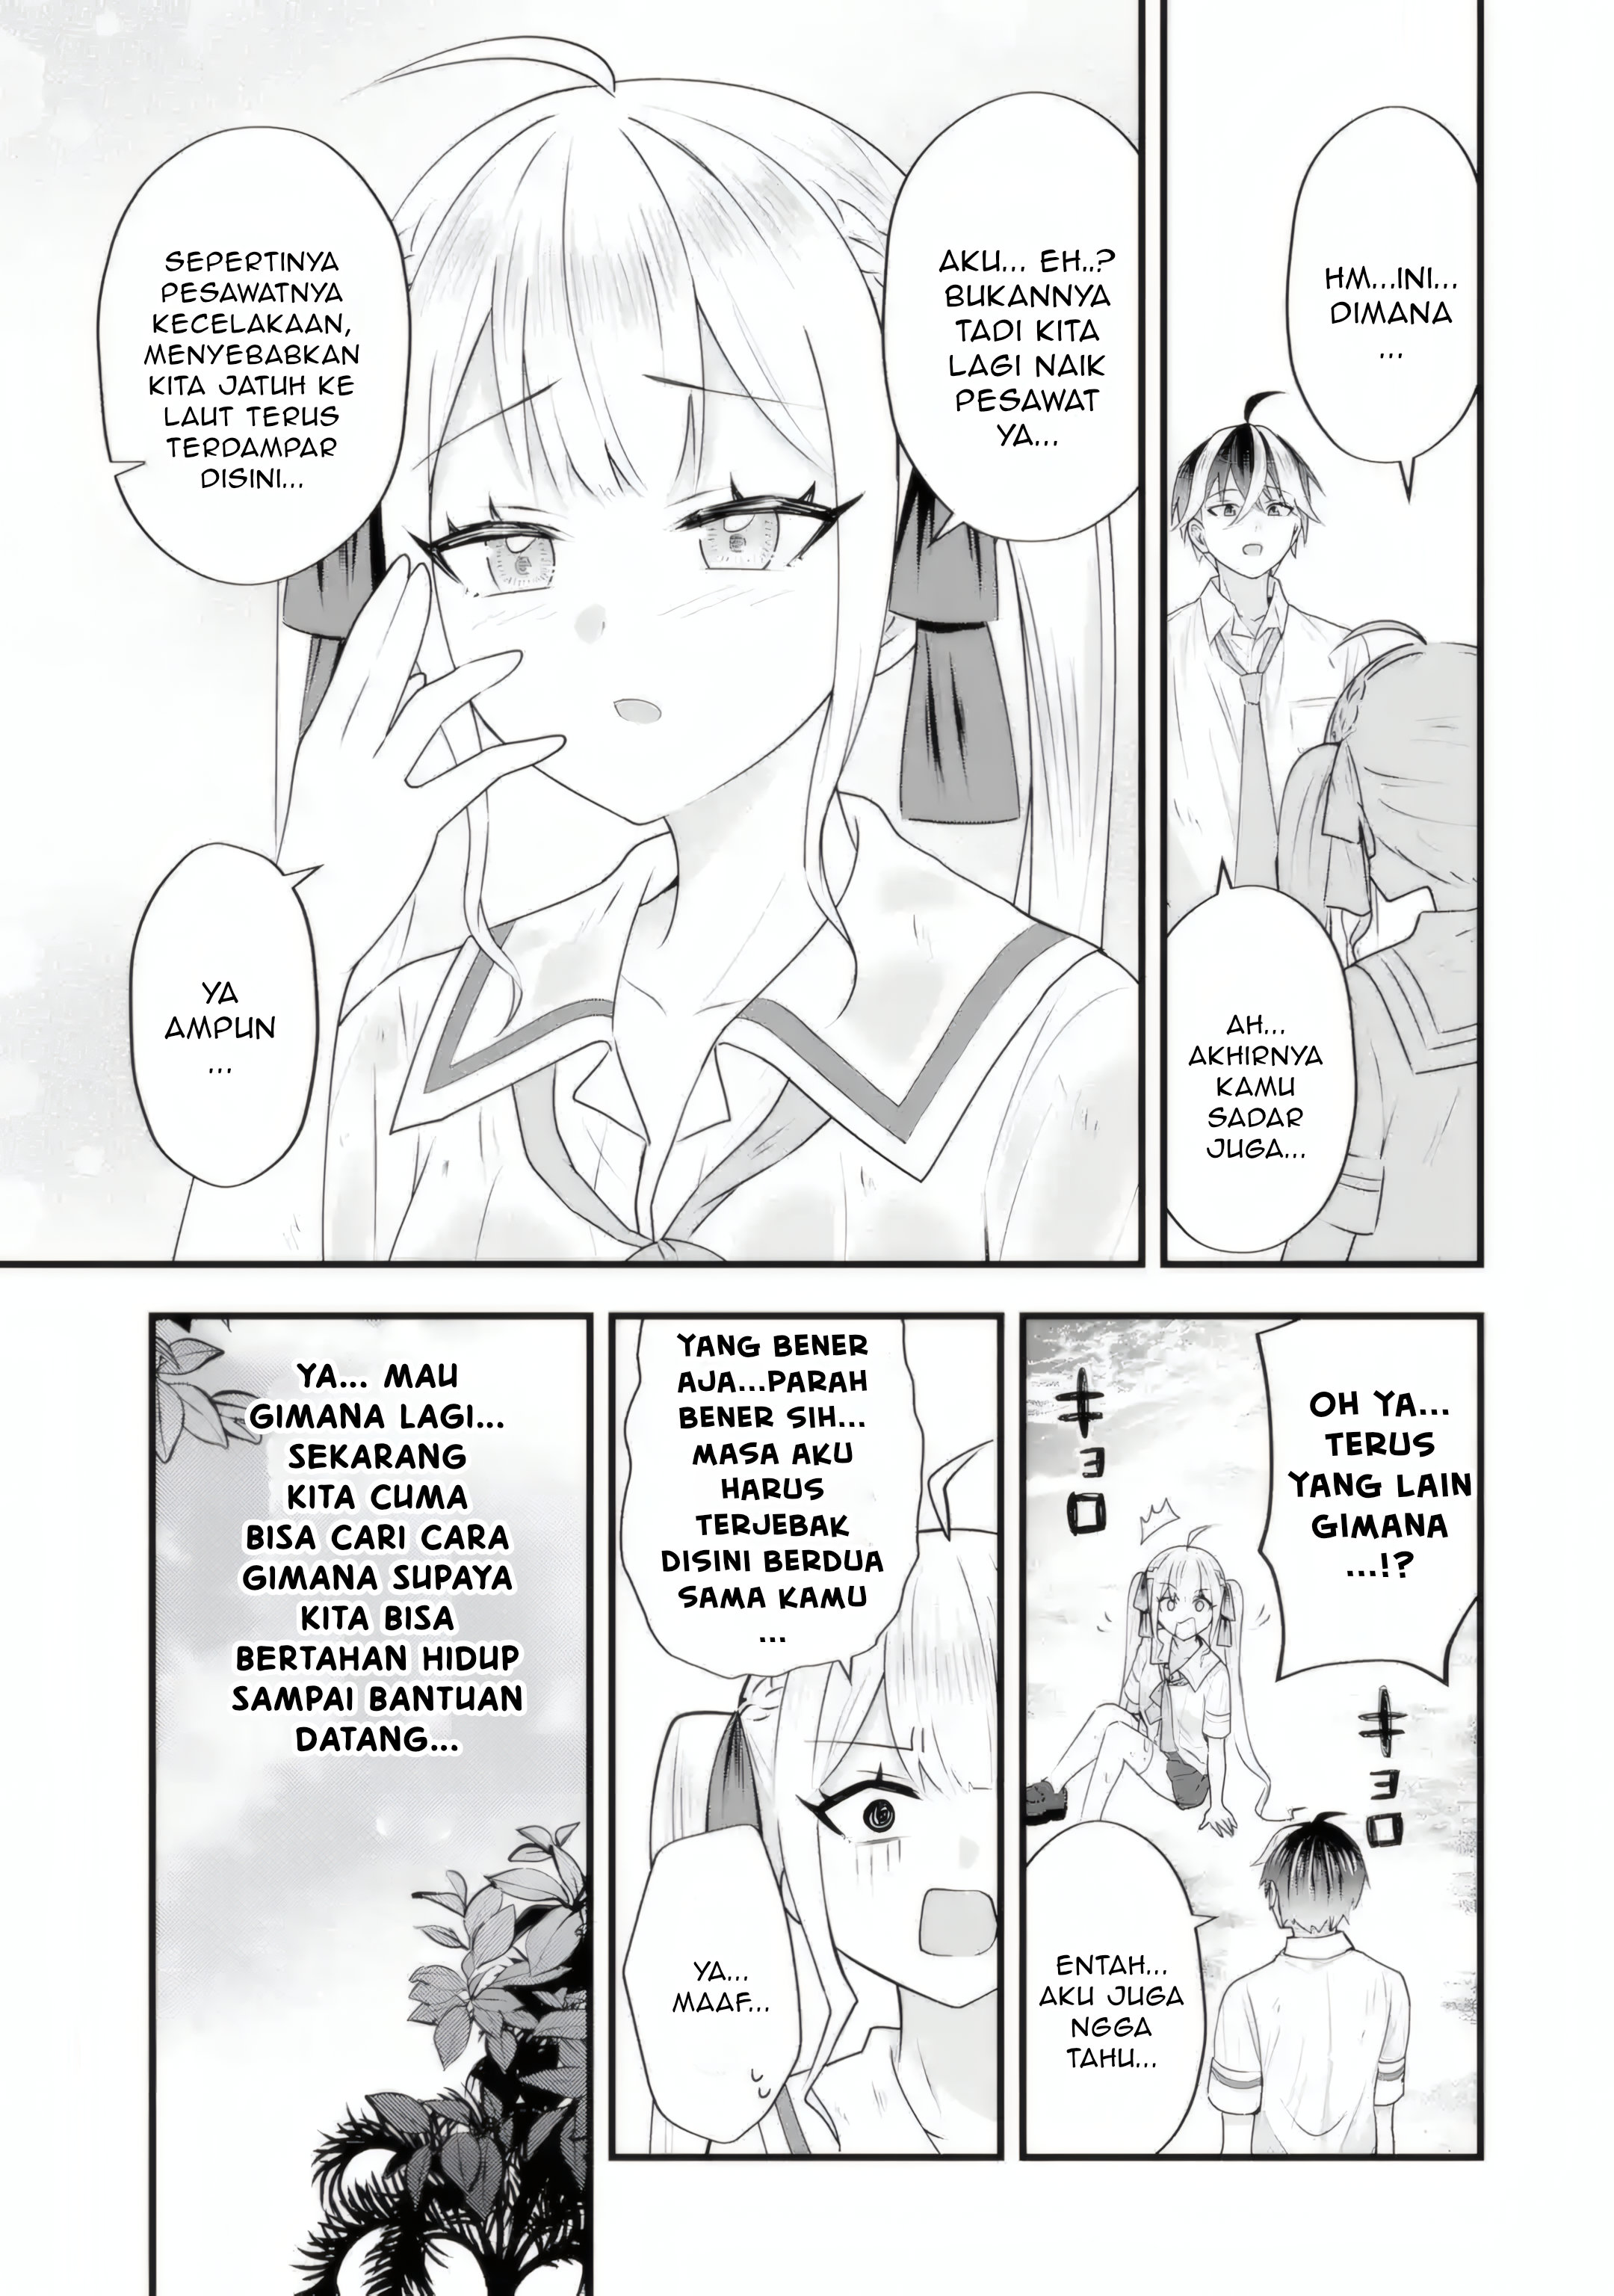 HM...INI...
DIMANA
...
AH...
AKHIRNYA
KAMU
SADAR
JUGA...
AKU... EH..?
BUKANNYA
TADI KITA
LAGI NAIK
PESAWAT
YA...
SEPERTINYA
PESAWATNYA
KECELAKAAN,
MENYEBABKAN
KITA JATUH KE
LAUT TERUS
TERDAMPAR
DISINI...
YA
AMPUN
...
OH YA...
TERUS
YANG LAIN
GIMANA
...!?
キョロ
キョロ
ENTAH...
AKU JUGA
NGGA
TAHU...
YANG BENER
AJA...PARAH
BENER SIH...
MASA AKU
HARUS
TERJEBAK
DISINI BERDUA
SAMA KAMU
...
YA...
MAAF...
YA... MAU
GIMANA LAGI...
SEKARANG
KITA CUMA
BISA CARI CARA
GIMANA SUPAYA
KITA BISA
BERTAHAN HIDUP
SAMPAI BANTUAN
DATANG...